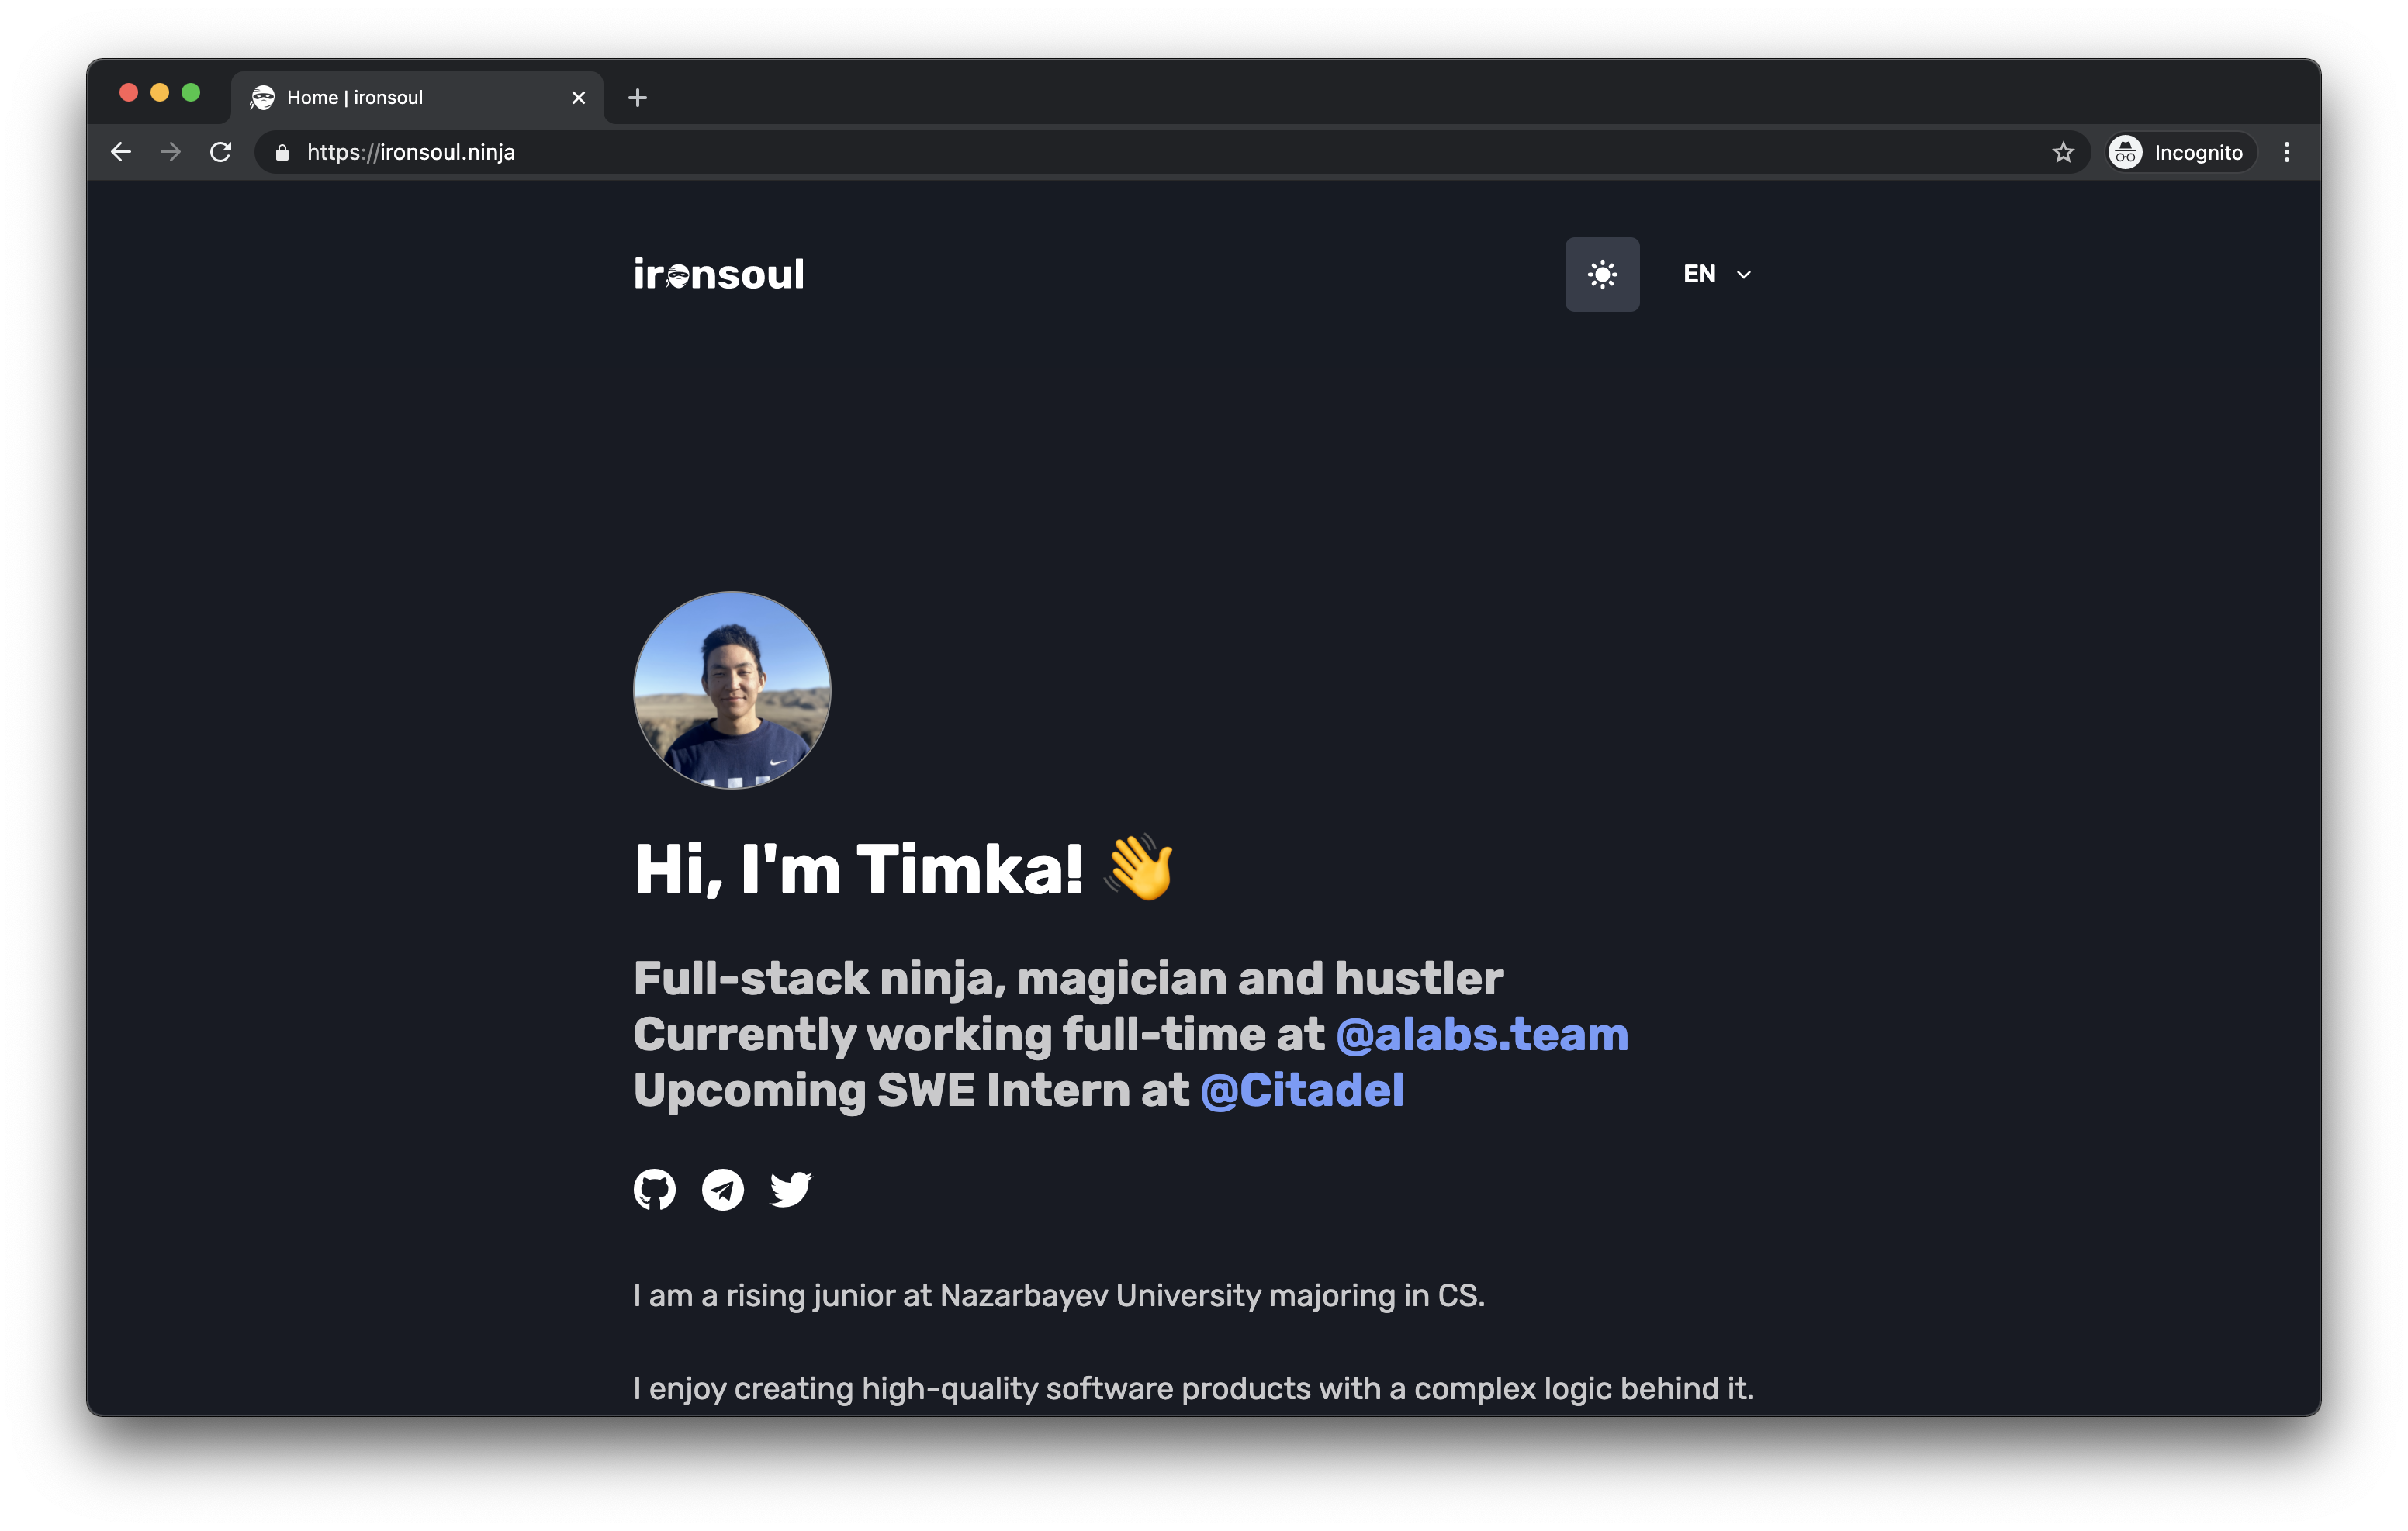 Home | ironsoul
https://ironsoul.ninja
Incognito
ironsoul
EN
Hi, I'm Timka! 👋
Full-stack ninja, magician and hustler
Currently working full-time at @alabs.team
Upcoming SWE Intern at @Citadel
I am a rising junior at Nazarbayev University majoring in CS.
I enjoy creating high-quality software products with a complex logic behind it.